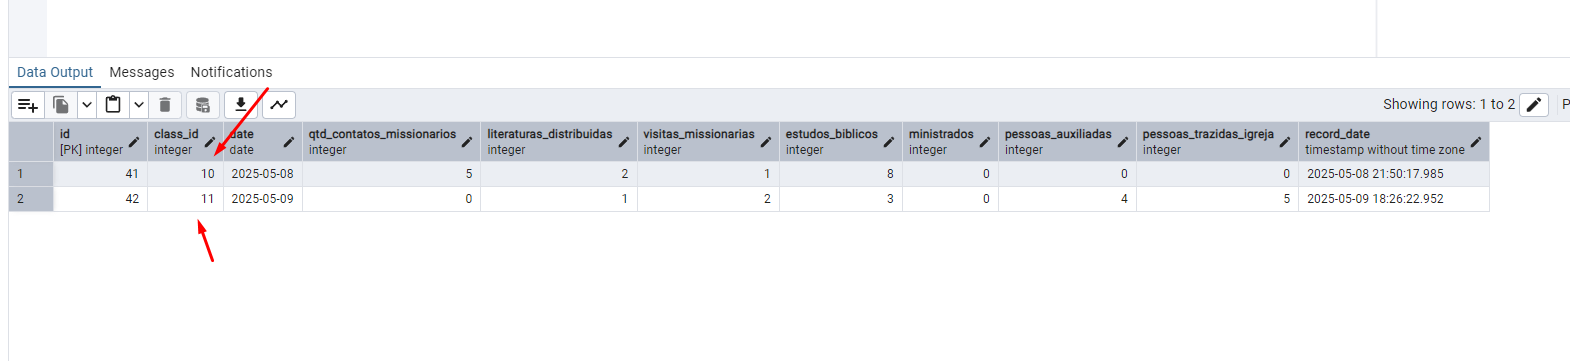 Data Output Messages Notifications
Showing rows: 1 to 2 P
id class_id date qtd_contatos_missionarios literaturas_distribuidas visitas_missionarias estudos_biblicos ministrados pessoas_auxiliadas pessoas_trazidas_igreja record_date
[PK] integer integer date integer integer integer integer integer integer integer timestamp without time zone
1 41 10 2025-05-08 5 2 1 8 0 0 0 2025-05-08 21:50:17.985
2 42 11 2025-05-09 0 1 2 3 0 4 5 2025-05-09 18:26:22.952